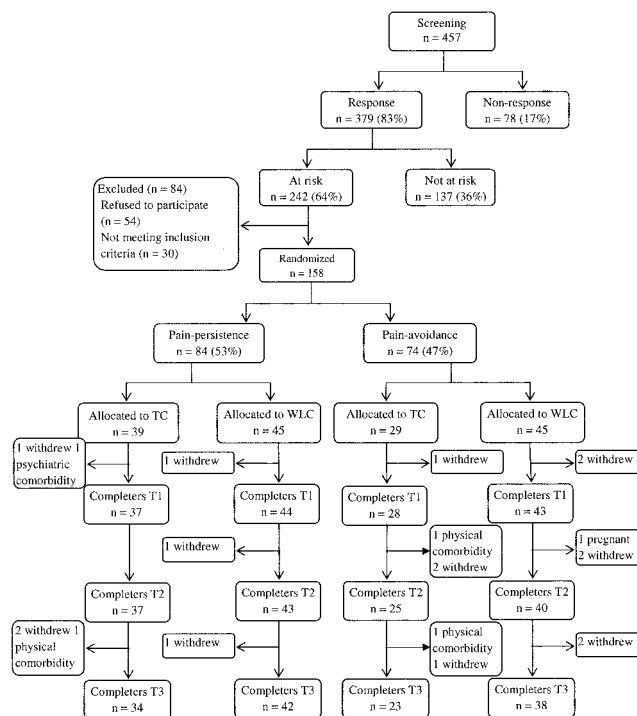 Screening
n = 457
Response
n = 379 (83%)
Non-response
n = 78 (17%)
At risk
n = 242 (64%)
Not at risk
n = 137 (36%)
Excluded (n = 84)
Refused to participate
(n = 54)
Not meeting inclusion
criteria (n = 30)
Randomized
n = 158
Pain-persistence
n = 84 (53%)
Pain-avoidance
n = 74 (47%)
Allocated to TC
n = 39
Allocated to WLC
n = 45
Allocated to TC
n = 29
Allocated to WLC
n = 45
1 withdrew 1
psychiatric
comorbidity
1 withdrew
1 withdrew
2 withdrew
Completers T1
n = 37
Completers T1
n = 44
Completers T1
n = 28
Completers T1
n = 43
1 withdrew
1 physical
comorbidity
2 withdrew
1 pregnant
2 withdrew
Completers T2
n = 37
Completers T2
n = 43
Completers T2
n = 25
Completers T2
n = 40
2 withdrew 1
physical
comorbidity
1 withdrew
1 physical
comorbidity
1 withdrew
2 withdrew
Completers T3
n = 34
Completers T3
n = 42
Completers T3
n = 23
Completers T3
n = 38